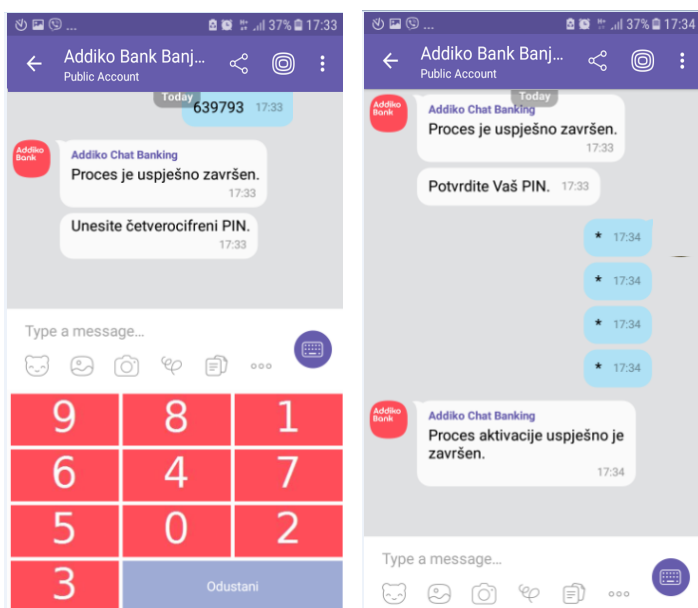 37% 17:33
Addiko Bank Banj...
Public Account
Today
639793 17:33
Addiko Bank
Addiko Chat Banking
Proces je uspješno završen.
17:33
Unesite četverocifreni PIN.
17:33
Type a message...
9 8 1
6 4 7
5 0 2
3 Odustani
... 37% 17:34
Addiko Bank Banj...
Public Account
Today
Addiko Bank
Addiko Chat Banking
Proces je uspješno završen.
17:33
Potvrdite Vaš PIN. 17:33
* 17:34
* 17:34
* 17:34
* 17:34
Addiko Bank
Addiko Chat Banking
Proces aktivacije uspješno je
završen.
17:34
Type a message...